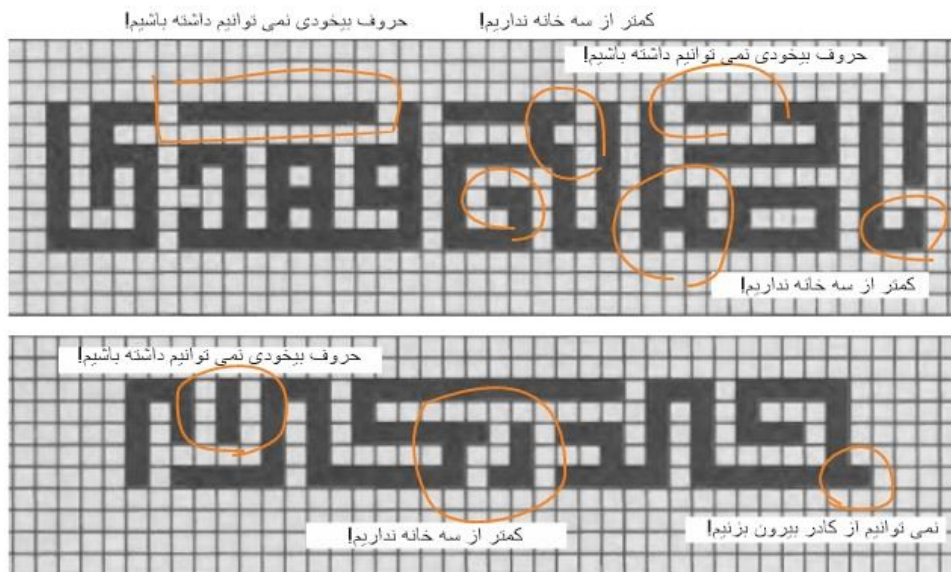 کمتر از سه خانه نداریم!
حروف بیخودی نمی توانیم داشته باشیم!
حروف بیخودی نمی توانیم داشته باشیم!
کمتر از سه خانه نداریم!
حروف بیخودی نمی توانیم داشته باشیم!
کمتر از سه خانه نداریم!
نمی توانیم از کادر بیرون بزنیم!